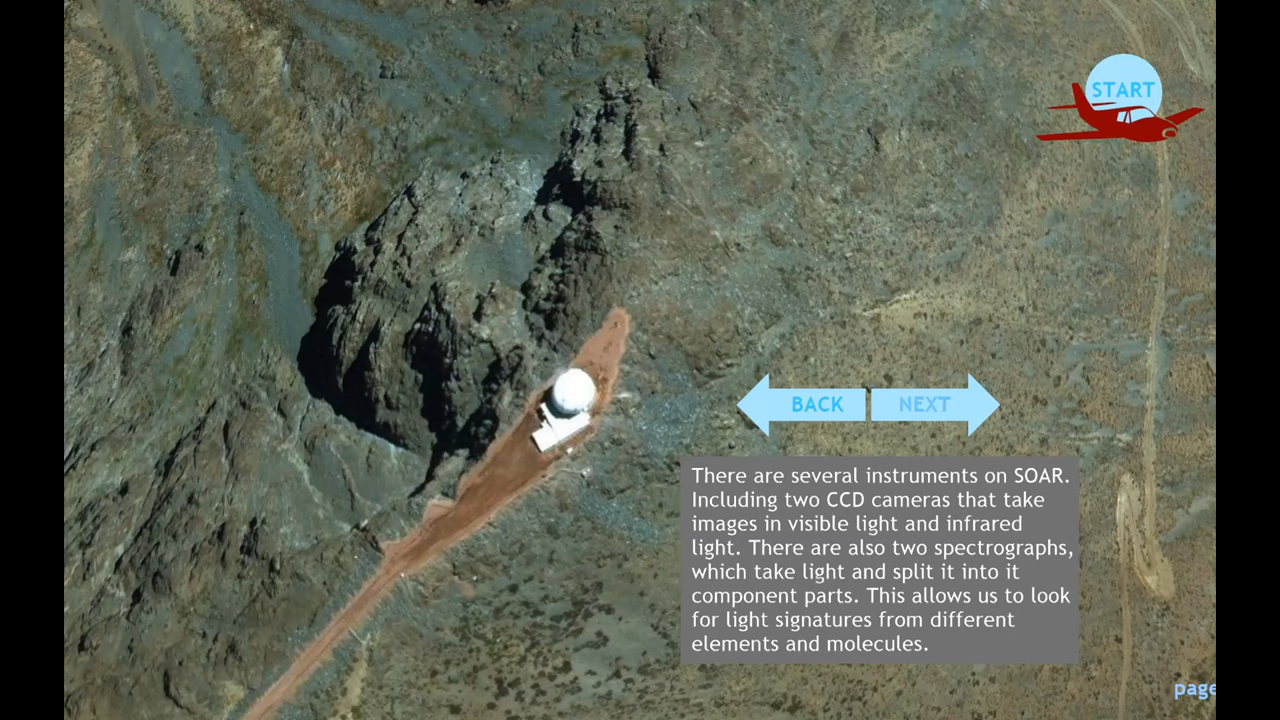 START
BACK
NEXT
There are several instruments on SOAR.
Including two CCD cameras that take
images in visible light and infrared
light. There are also two spectrographs,
which take light and split it into it
component parts. This allows us to look
for light signatures from different
elements and molecules.
page